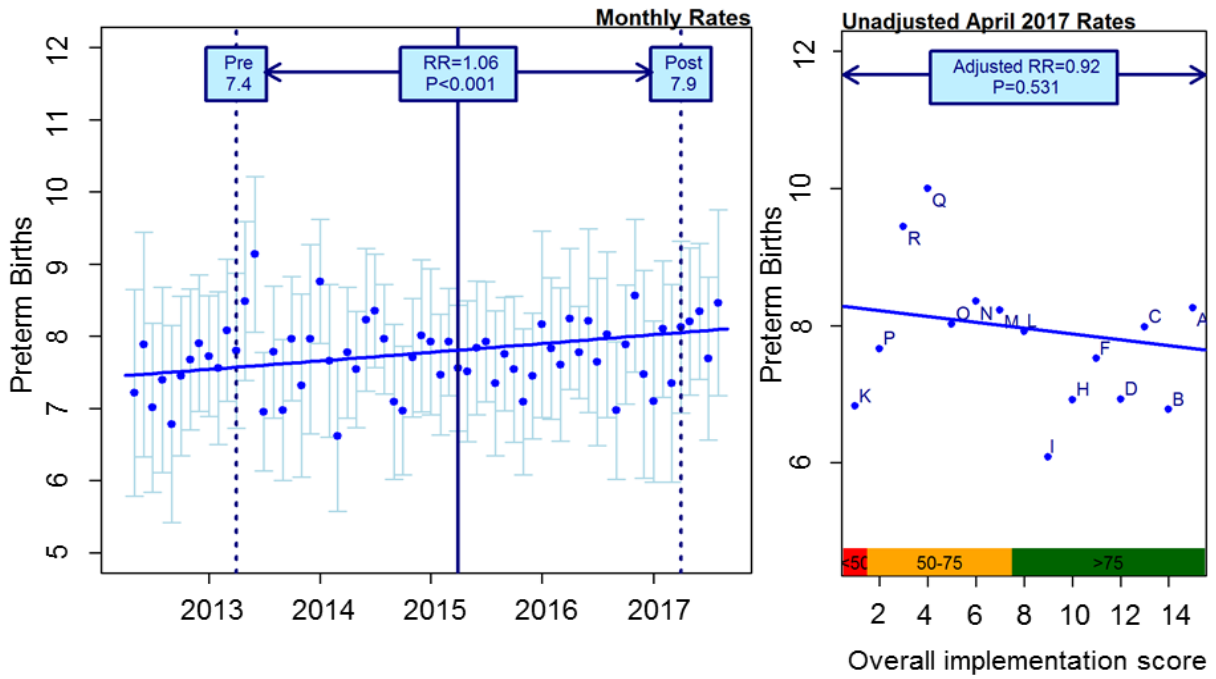 Monthly Rates
Preterm Births
12
11
10
9
8
7
6
5
Pre
7.4
RR=1.06
P<0.001
Post
7.9
2013
2014
2015
2016
2017
Unadjusted April 2017 Rates
Preterm Births
12
10
8
6
Adjusted RR=0.92
P=0.531
K
P
R
Q
O
N
M
L
I
H
F
D
C
B
A
<50
50-75
>75
2
4
6
8
10
12
14
Overall implementation score